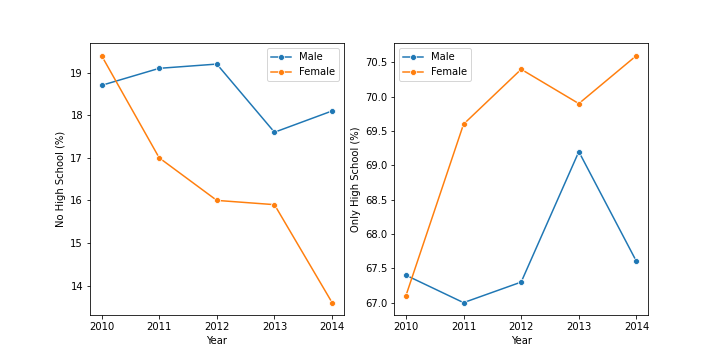 Male
Female
19
18
17
16
15
14
No High School (%)
2010 2011 2012 2013 2014
Year
Male
Female
70.5
70.0
69.5
69.0
68.5
68.0
67.5
67.0
Only High School (%)
2010 2011 2012 2013 2014
Year